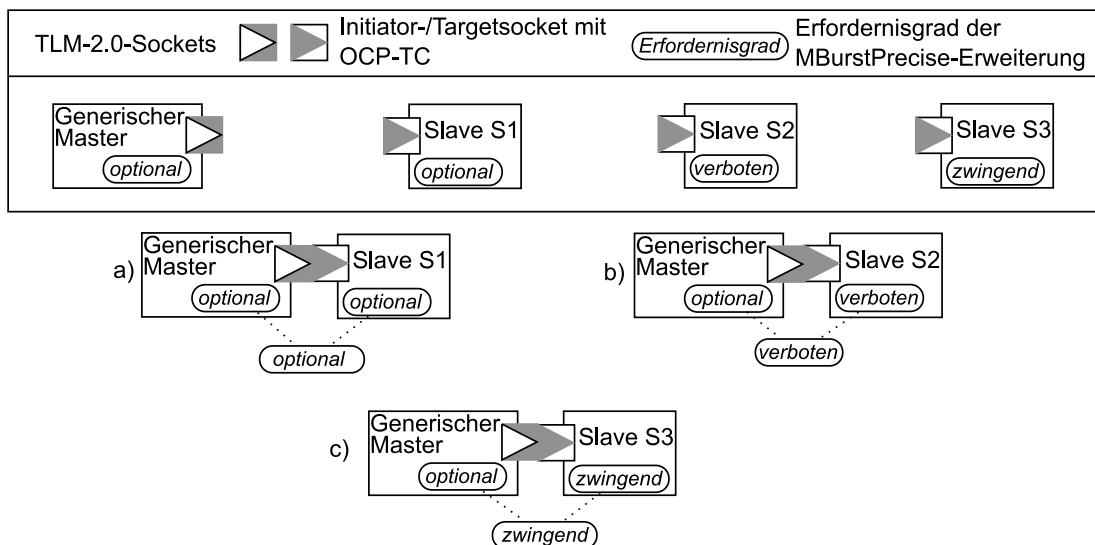 TLM-2.0-Sockets
Initiator-/Targetsocket mit
OCP-TC
Erfordernisgrad
Erfordernisgrad der
MBurstPrecise-Erweiterung
Generischer
Master
optional
Slave S1
optional
Slave S2
verboten
Slave S3
zwingend
a)
Generischer
Master
optional
Slave S1
optional
optional
b)
Generischer
Master
optional
Slave S2
verboten
verboten
c)
Generischer
Master
optional
Slave S3
zwingend
zwingend